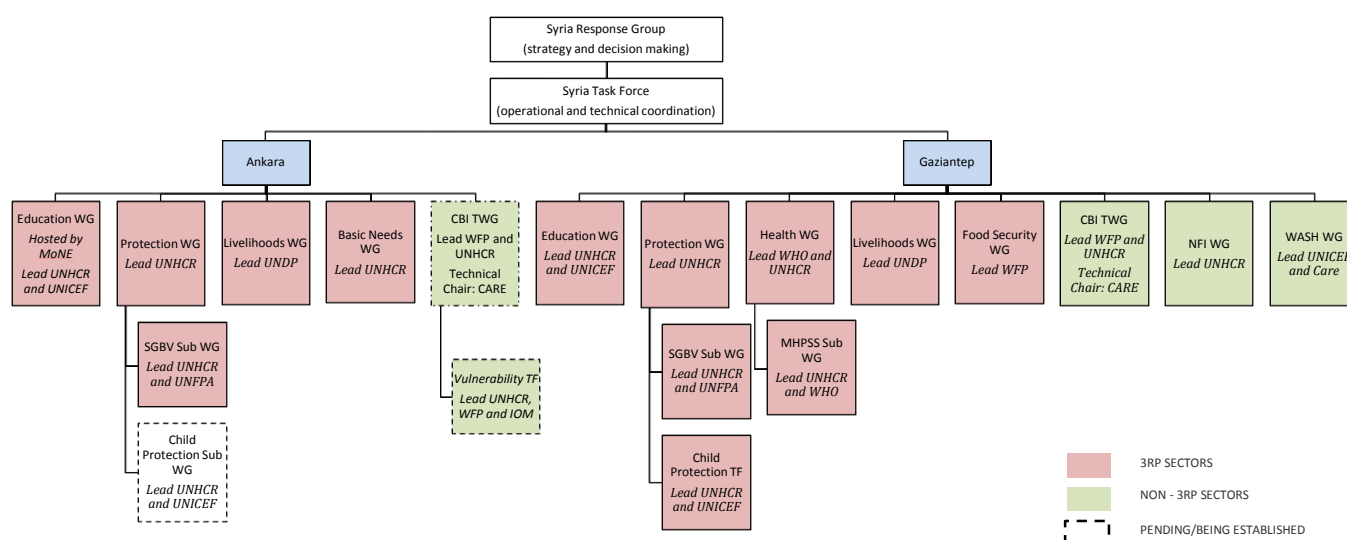 Syria Response Group
(strategy and decision making)
Syria Task Force
(operational and technical coordination)
Ankara
Gaziantep
Education WG
Hosted by
MoNE
Lead UNHCR
and UNICEF
Protection WG
Lead UNHCR
Livelihoods WG
Lead UNDP
Basic Needs
WG
Lead UNHCR
CBI TWG
Lead WFP and
UNHCR
Technical
Chair: CARE
Education WG
Lead UNHCR
and UNICEF
Protection WG
Lead UNHCR
Health WG
Lead WHO and
UNHCR
Livelihoods WG
Lead UNDP
Food Security
WG
Lead WFP
CBI TWG
Lead WFP and
UNHCR
Technical
Chair: CARE
NFI WG
Lead UNHCR
WASH WG
Lead UNICEF
and Care
SGBV Sub WG
Lead UNHCR
and UNFPA
Vulnerability TF
Lead UNHCR,
WFP and IOM
SGBV Sub WG
Lead UNHCR
and UNFPA
MHPSS Sub
WG
Lead UNHCR
and WHO
Child
Protection Sub
WG
Lead UNHCR
and UNICEF
Child
Protection TF
Lead UNHCR
and UNICEF
3RP SECTORS
NON - 3RP SECTORS
PENDING/BEING ESTABLISHED